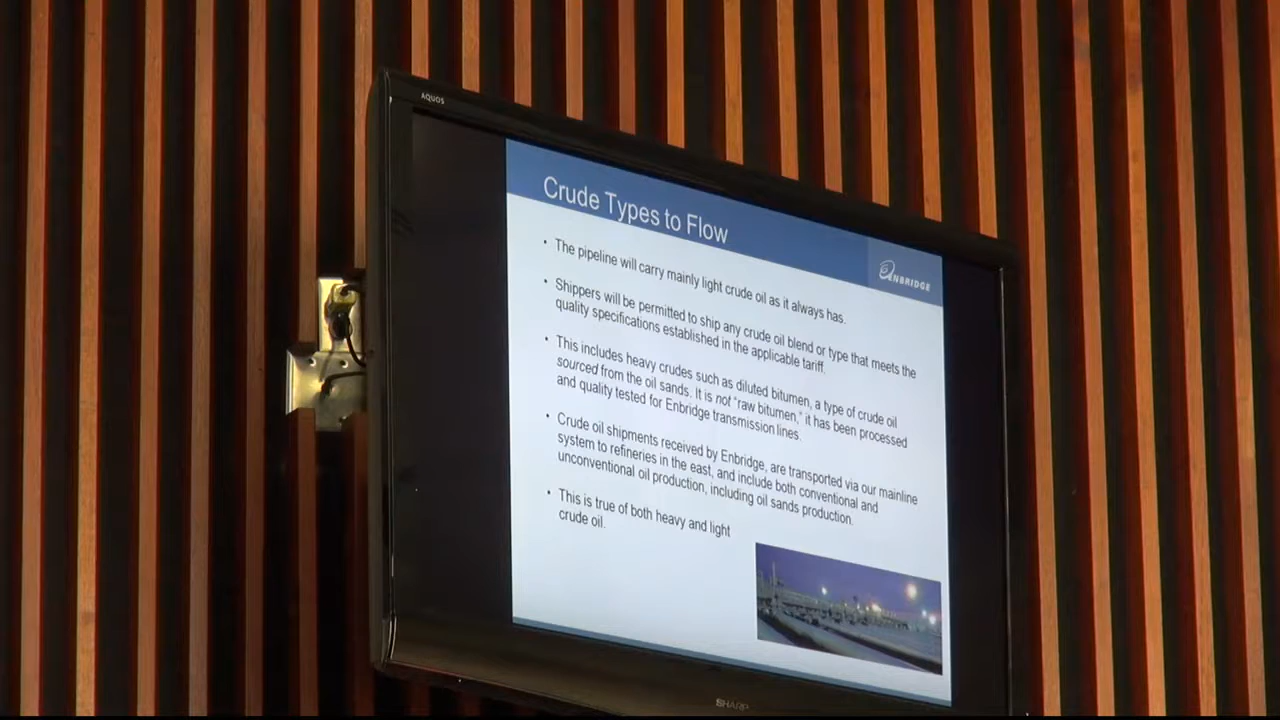 AQUOS
Crude Types to Flow
ENBRIDGE
• The pipeline will carry mainly light crude oil as it always has.
• Shippers will be permitted to ship any crude oil blend or type that meets the
quality specifications established in the applicable tariff.
• This includes heavy crudes such as diluted bitumen, a type of crude oil
sourced from the oil sands. It is not "raw bitumen," it has been processed
and quality tested for Enbridge transmission lines.
• Crude oil shipments received by Enbridge, are transported via our mainline
system to refineries in the east, and include both conventional and
unconventional oil production, including oil sands production.
• This is true of both heavy and light
crude oil.
SHARP